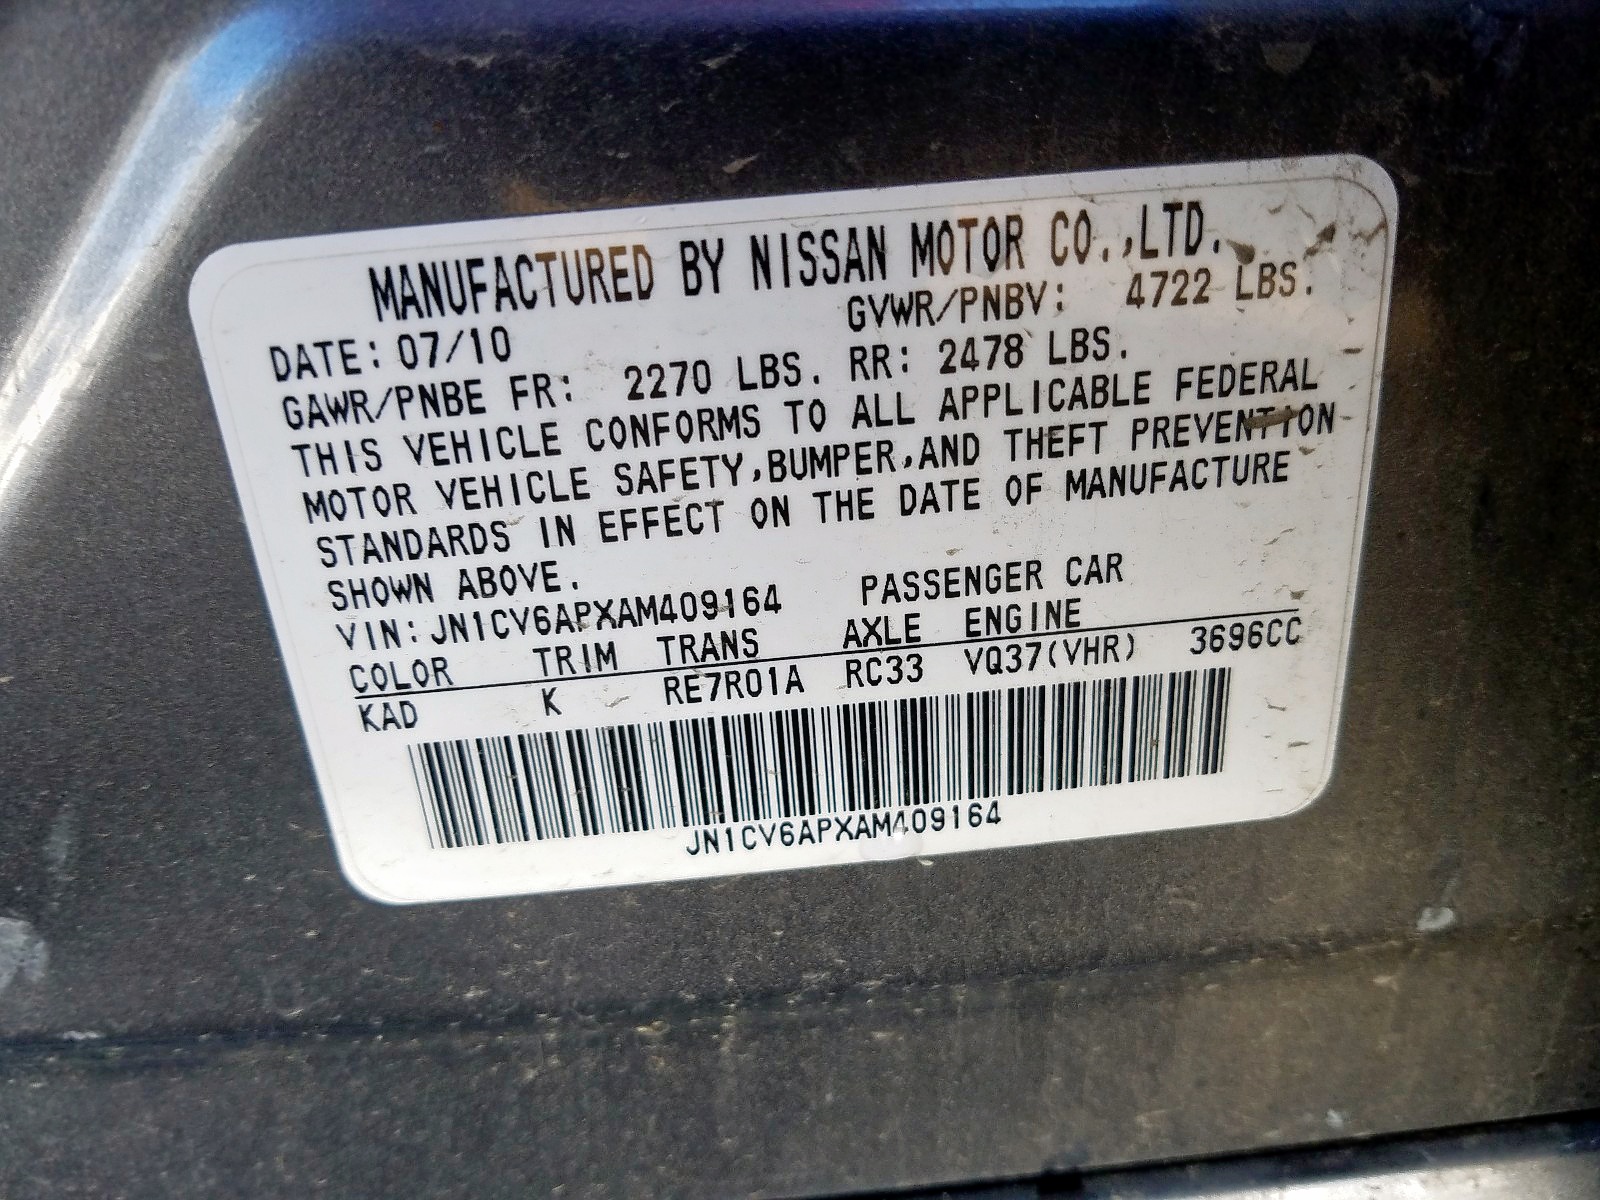 MANUFACTURED BY NISSAN MOTOR CO.,LTD.
DATE: 07/10 GVWR/PNBV: 4722 LBS.
GAWR/PNBE FR: 2270 LBS. RR: 2478 LBS.
THIS VEHICLE CONFORMS TO ALL APPLICABLE FEDERAL
MOTOR VEHICLE SAFETY,BUMPER,AND THEFT PREVENTION
STANDARDS IN EFFECT ON THE DATE OF MANUFACTURE
SHOWN ABOVE.
VIN: JN1CV6APXAM409164 PASSENGER CAR
COLOR TRIM TRANS AXLE ENGINE
KAD K RE7R01A RC33 VQ37(VHR) 3696CC
JN1CV6APXAM409164